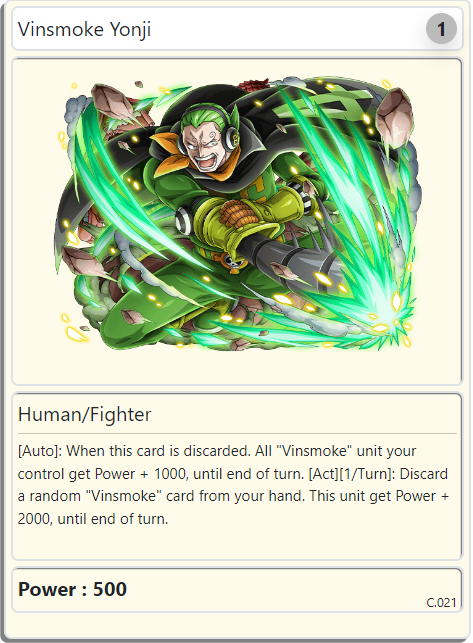 Vinsmoke Yonji
1
Human/Fighter
[Auto]: When this card is discarded. All "Vinsmoke" unit your
control get Power + 1000, until end of turn. [Act][1/Turn]: Discard
a random "Vinsmoke" card from your hand. This unit get Power +
2000, until end of turn.
Power : 500
C.021